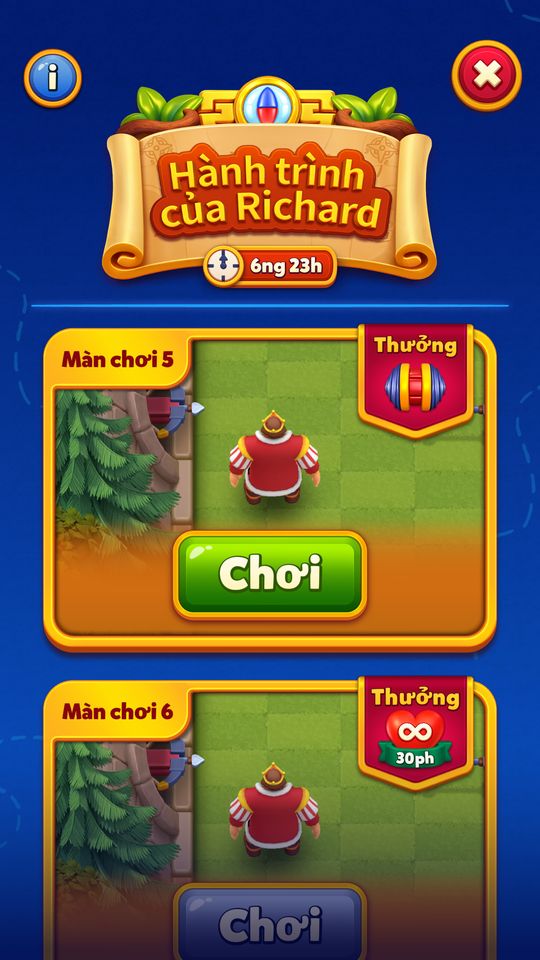 Hành trình
của Richard
6ng 23h
Màn chơi 5
Thưởng
Chơi
Màn chơi 6
Thưởng
30ph
Chơi